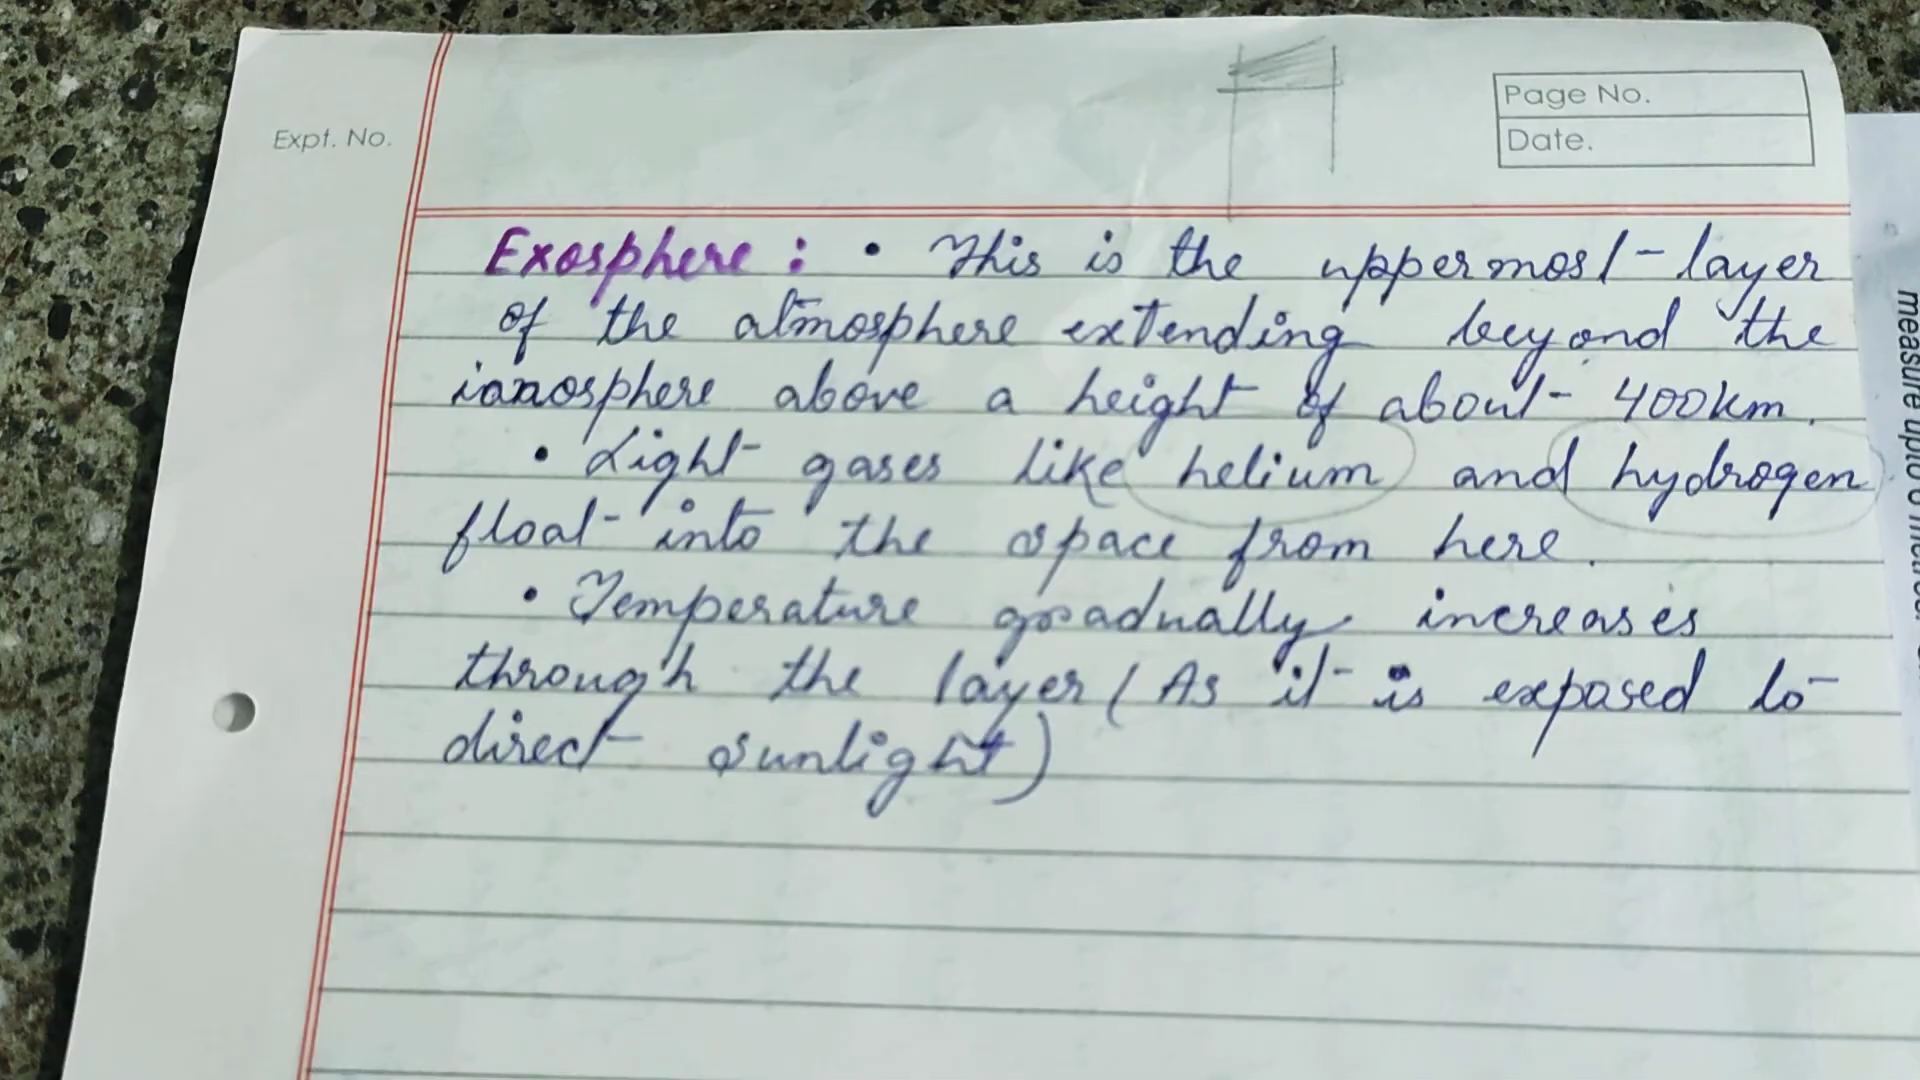 Expt. No.
Page No.
Date.
Exosphere : • This is the uppermost layer
of the atmosphere extending beyond the
ionosphere above a height of about 400km.
• Light gases like helium and hydrogen
float into the space from here.
• Temperature gradually increases
through the layer (As it is exposed to
direct sunlight)
measure upto